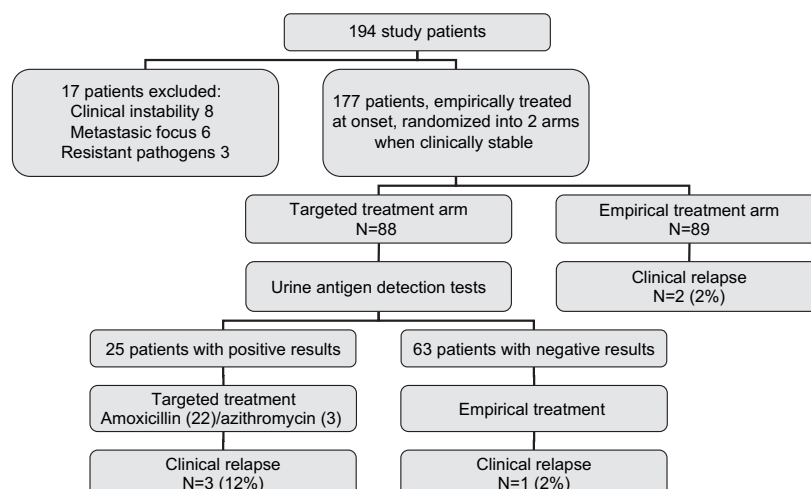 194 study patients
17 patients excluded:
Clinical instability 8
Metastasic focus 6
Resistant pathogens 3
177 patients, empirically treated
at onset, randomized into 2 arms
when clinically stable
Targeted treatment arm
N=88
Empirical treatment arm
N=89
Urine antigen detection tests
Clinical relapse
N=2 (2%)
25 patients with positive results
63 patients with negative results
Targeted treatment
Amoxicillin (22)/azithromycin (3)
Empirical treatment
Clinical relapse
N=3 (12%)
Clinical relapse
N=1 (2%)